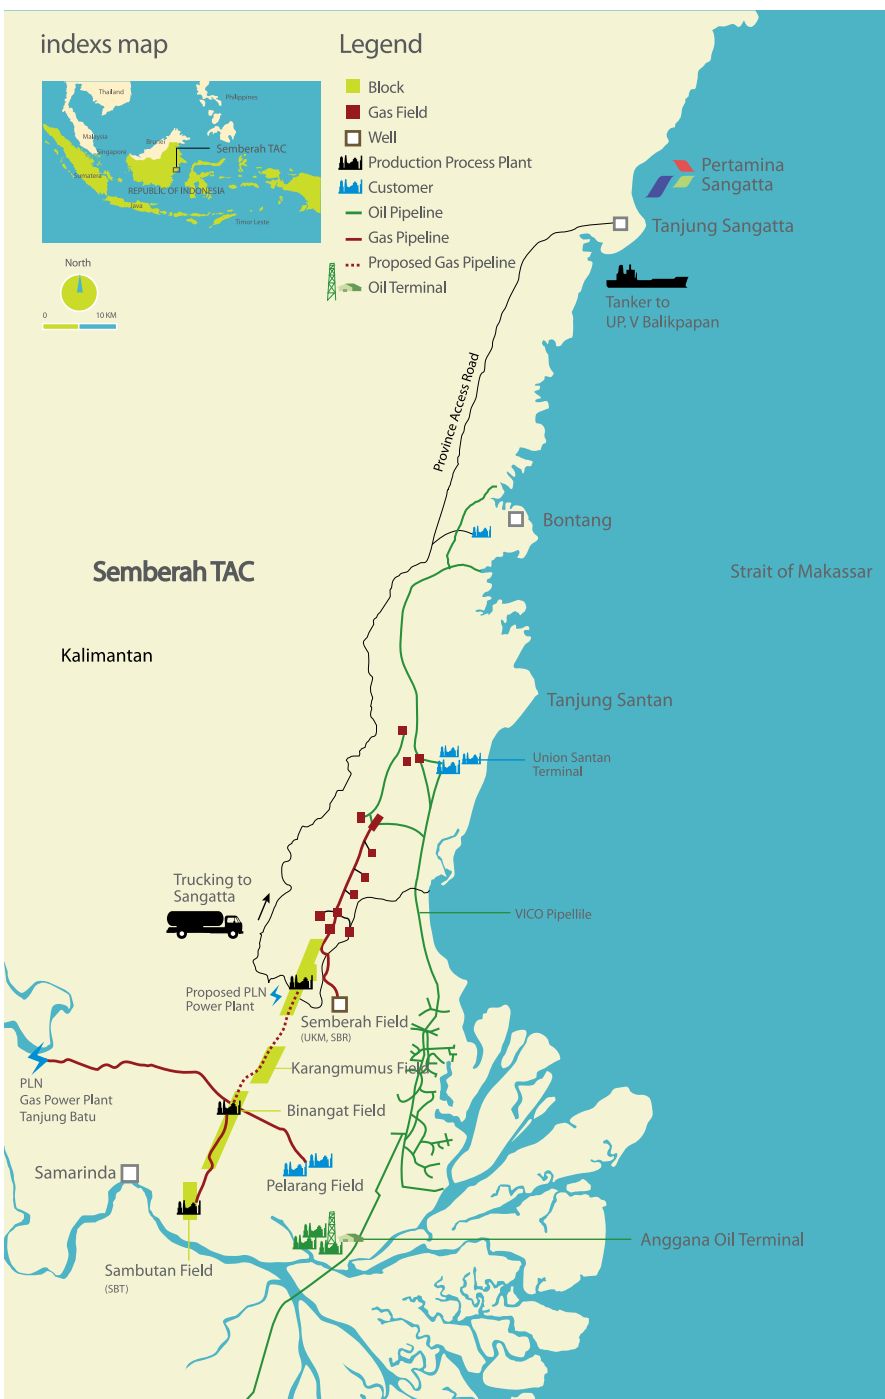 indexs map
Thailand
Philippines
Malaysia
Brunei
Singapore
Semberah TAC
Sumatera
REPUBLIC OF INDONESIA
Java
Timor Leste
North
0 10 KM
Legend
Block
Gas Field
Well
Production Process Plant
Customer
Oil Pipeline
Gas Pipeline
Proposed Gas Pipeline
Oil Terminal
Pertamina
Sangatta
Tanjung Sangatta
Tanker to
UP. V Balikpapan
Province Access Road
Bontang
Semberah TAC
Strait of Makassar
Kalimantan
Tanjung Santan
Union Santan
Terminal
Trucking to
Sangatta
VICO Pipellile
Proposed PLN
Power Plant
Semberah Field
(UKM, SBR)
Karangmumus Field
PLN
Gas Power Plant
Tanjung Batu
Binangat Field
Samarinda
Pelarang Field
Anggana Oil Terminal
Sambutan Field
(SBT)